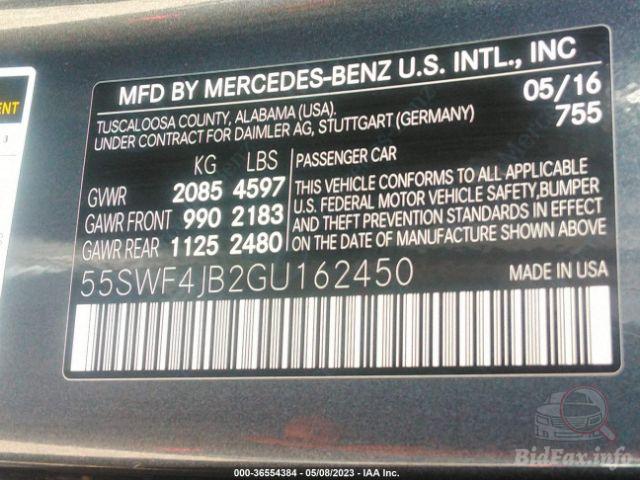 ENT
3
MFD BY MERCEDES-BENZ U.S. INTL., INC
TUSCALOOSA COUNTY, ALABAMA (USA).
05/16
UNDER CONTRACT FOR DAIMLER AG, STUTTGART (GERMANY)
755
KG LBS
GVWR 2085 4597
GAWR FRONT 990 2183
GAWR REAR 1125 2480
PASSENGER CAR
THIS VEHICLE CONFORMS TO ALL APPLICABLE
U.S. FEDERAL MOTOR VEHICLE SAFETY,BUMPER
AND THEFT PREVENTION STANDARDS IN EFFECT
ON THE DATE OF MANUFACTURE SHOWN ABOVE.
55SWF4JB2GU162450
MADE IN USA
000-36554384 - 05/08/2023 - IAA Inc.
BidFax.info